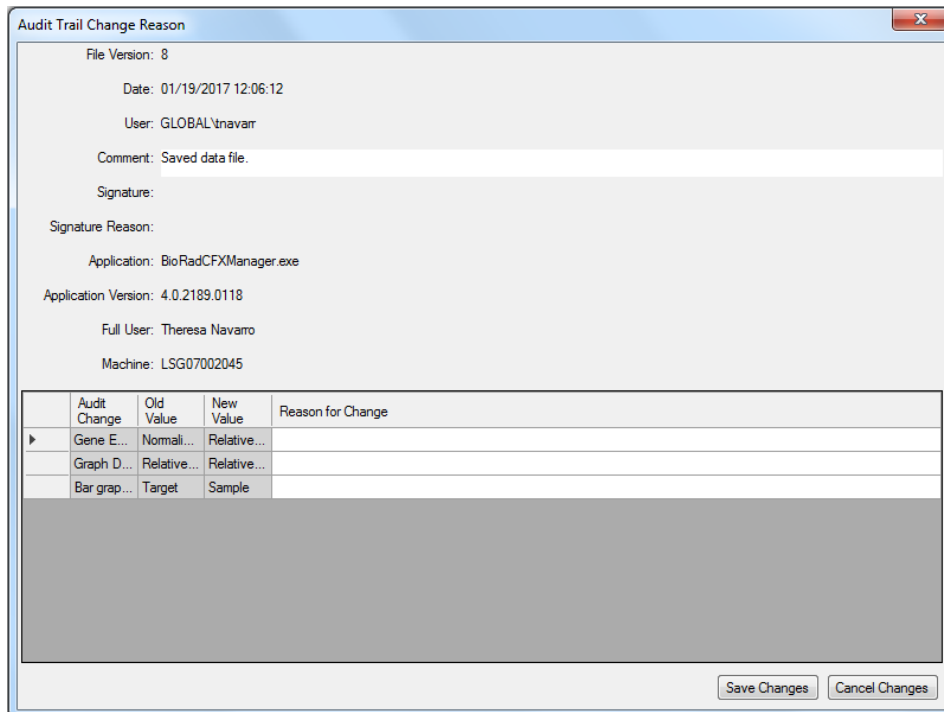 Audit Trail Change Reason
File Version: 8
Date: 01/19/2017 12:06:12
User: GLOBAL\tnavarr
Comment: Saved data file.
Signature:
Signature Reason:
Application: BioRadCFXManager.exe
Application Version: 4.0.2189.0118
Full User: Theresa Navarro
Machine: LSG07002045
Audit Change Old Value New Value Reason for Change
Gene E... Normali... Relative...
Graph D... Relative... Relative...
Bar grap... Target Sample
Save Changes Cancel Changes